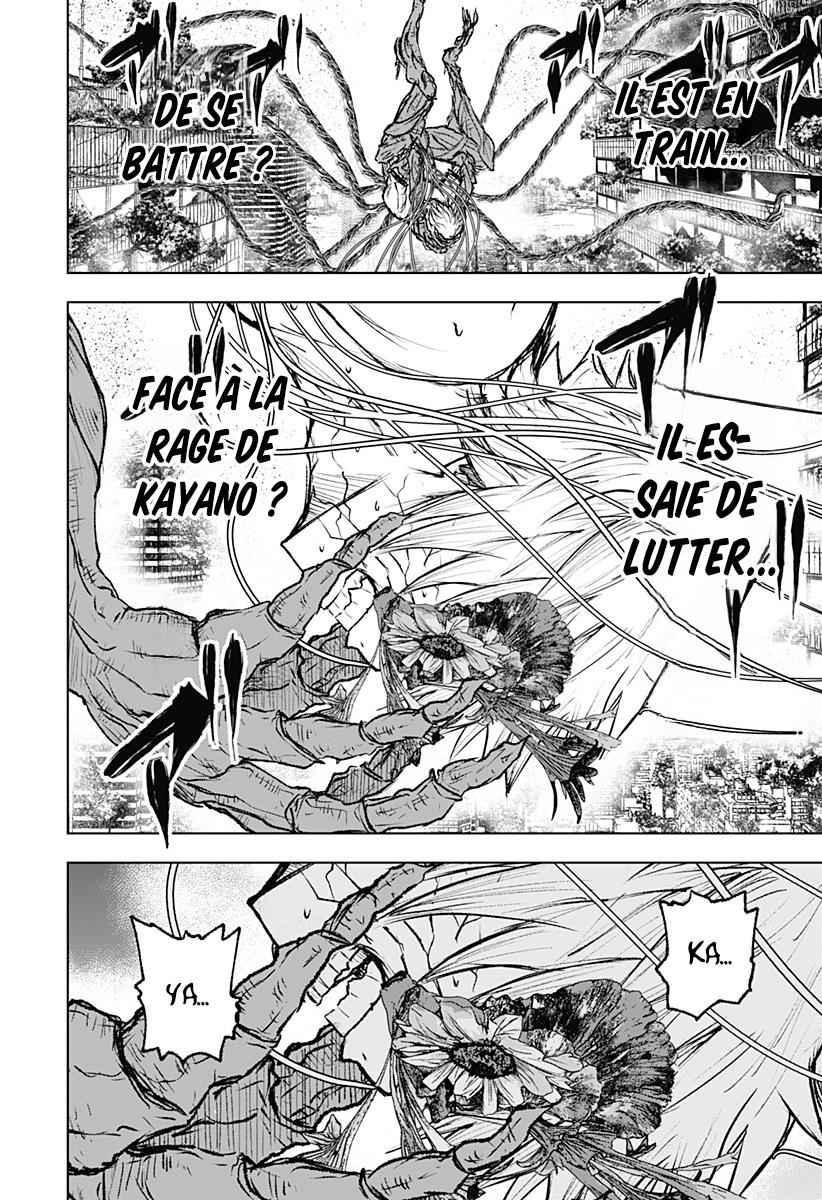 IL EST EN
TRAIN...
DE SE
BATTRE ?
IL ES-
SAIE DE
LUTTER...
FACE À LA
RAGE DE
KAYANO ?
KA...
YA...